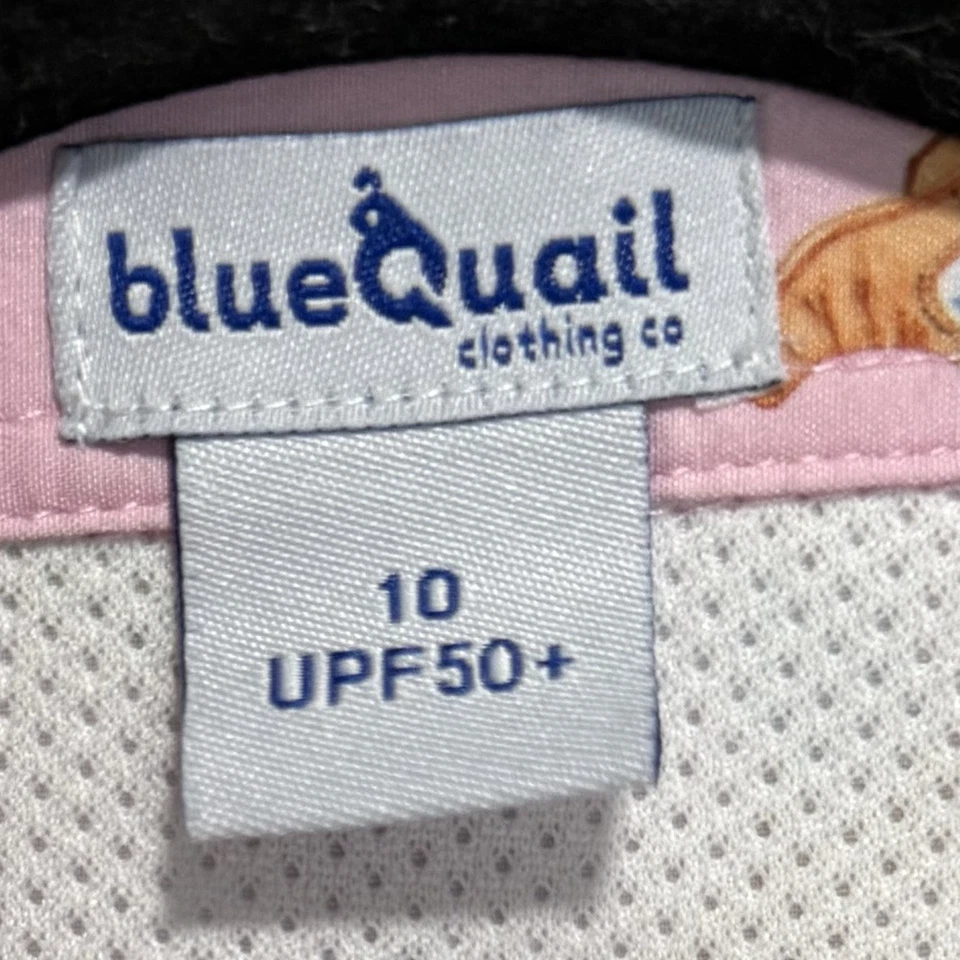 blueQuail
clothing co
10
UPF50+